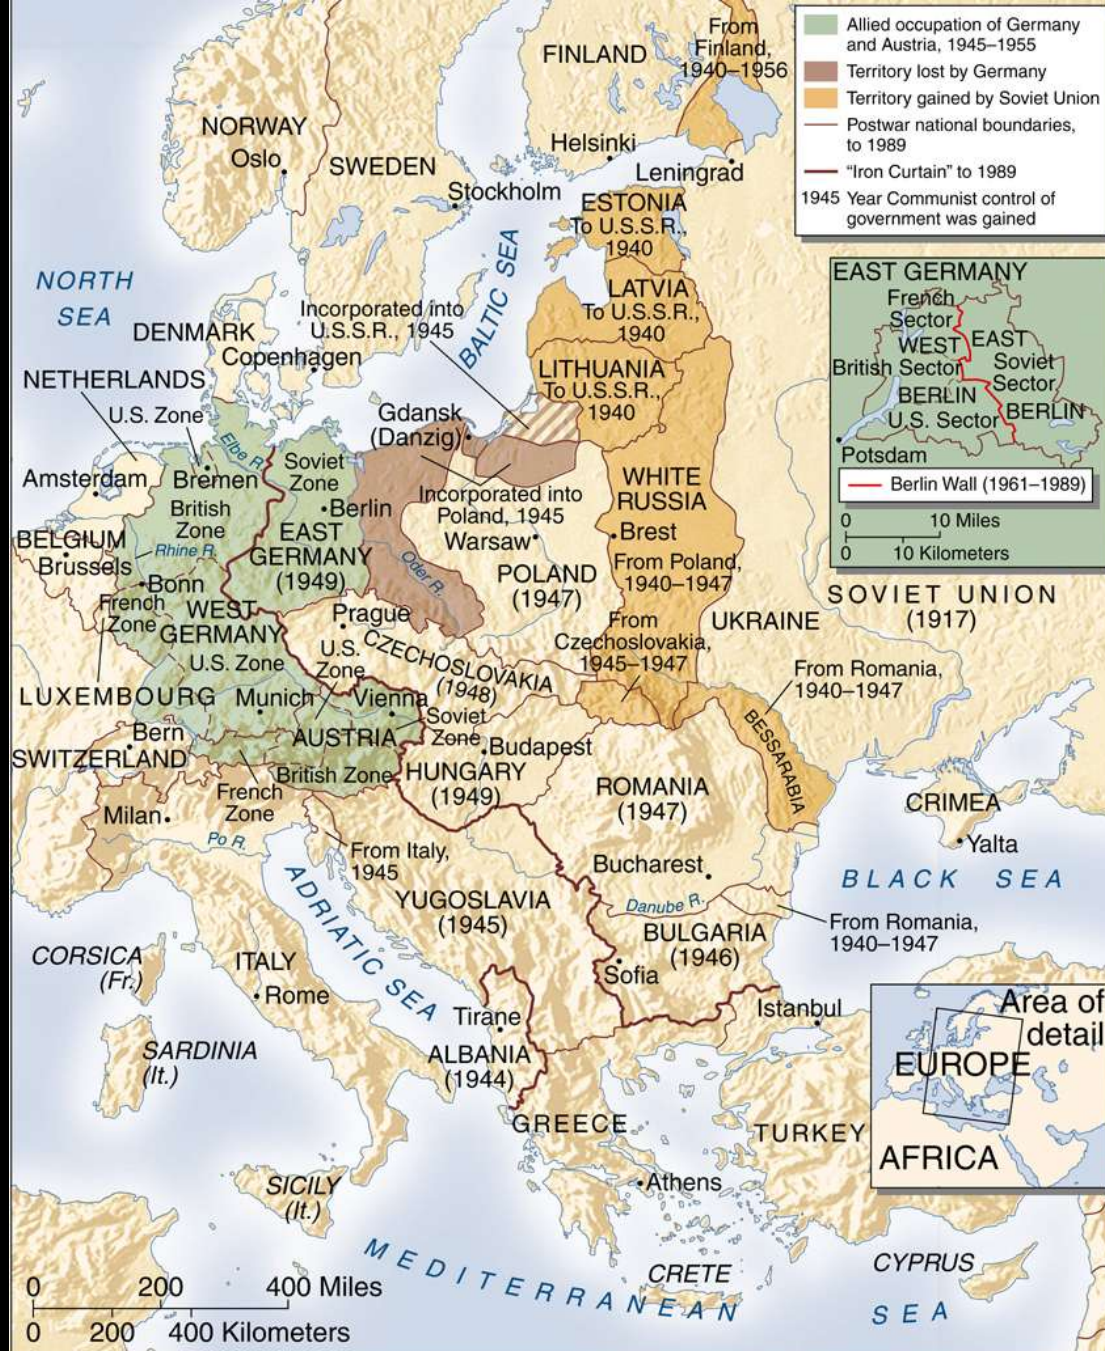 From
Finland,
1940–1956
FINLAND
NORWAY
Oslo
SWEDEN
Helsinki
Leningrad
Stockholm
ESTONIA
To U.S.S.R.,
1940
NORTH
SEA
BALTIC SEA
LATVIA
To U.S.S.R.,
1940
Incorporated into
U.S.S.R., 1945
DENMARK
Copenhagen
LITHUANIA
To U.S.S.R.,
1940
NETHERLANDS
U.S. Zone
Gdansk
(Danzig)
Elbe R.
Amsterdam
Bremen
Soviet
Zone
Berlin
British
Zone
Incorporated into
Poland, 1945
WHITE
RUSSIA
Brest
Warsaw
BELGIUM
Brussels
Rhine R.
EAST
GERMANY
(1949)
Oder R.
POLAND
(1947)
From Poland,
1940–1947
Bonn
French
Zone
WEST
GERMANY
U.S. Zone
Prague
U.S.
Zone
CZECHOSLOVAKIA
(1948)
From
Czechoslovakia,
1945–1947
UKRAINE
SOVIET UNION
(1917)
LUXEMBOURG
Munich
Vienna
Soviet
Zone
From Romania,
1940–1947
BESSARABIA
Bern
SWITZERLAND
AUSTRIA
Budapest
British Zone
French
Zone
HUNGARY
(1949)
ROMANIA
(1947)
CRIMEA
Yalta
Milan
Po R.
From Italy,
1945
Bucharest
BLACK SEA
ADRIATIC SEA
YUGOSLAVIA
(1945)
Danube R.
BULGARIA
(1946)
Sofia
From Romania,
1940–1947
CORSICA
(Fr.)
ITALY
Rome
Istanbul
Tirane
SARDINIA
(It.)
ALBANIA
(1944)
GREECE
TURKEY
SICILY
(It.)
Athens
CRETE
CYPRUS
MEDITERRANEAN
SEA
0 200 400 Miles
0 200 400 Kilometers
Allied occupation of Germany
and Austria, 1945–1955
Territory lost by Germany
Territory gained by Soviet Union
Postwar national boundaries,
to 1989
“Iron Curtain” to 1989
1945 Year Communist control of
government was gained
EAST GERMANY
French
Sector
WEST
EAST
British Sector
Soviet
Sector
BERLIN
U.S. Sector
BERLIN
Potsdam
Berlin Wall (1961–1989)
0 10 Miles
0 10 Kilometers
Area of
detail
EUROPE
AFRICA